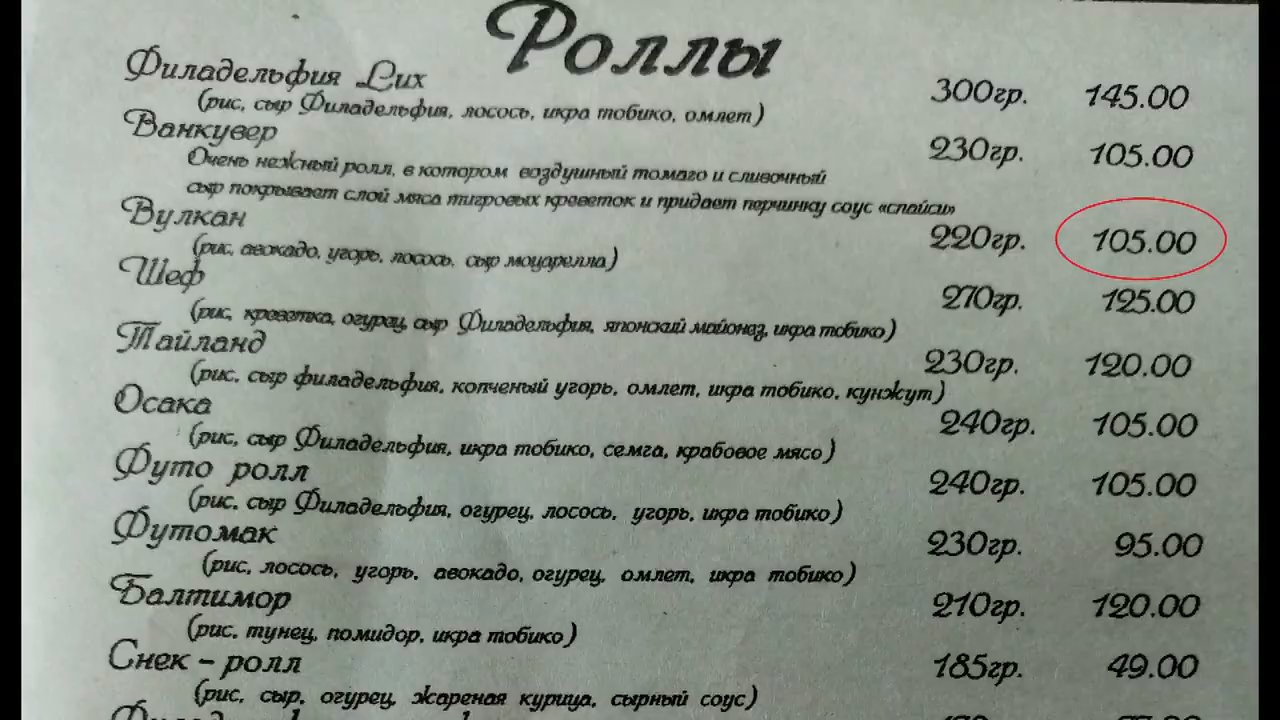 Роллы
Филадельфия Lux 300гр. 145.00
(рис, сыр Филадельфия, лосось, икра тобико, омлет)
Ванкувер 230гр. 105.00
Очень нежный ролл, в котором воздушный томаго и сливочный
сыр покрывает слой мяса тигровых креветок и придает перчинку соус «спайси»
Вулкан 220гр. 105.00
(рис, авокадо, угорь, лосось, сыр моцарелла)
Шеф 270гр. 125.00
(рис, креветка, огурец, сыр Филадельфия, японский майонез, икра тобико)
Тайланд 230гр. 120.00
(рис, сыр филадельфия, копченый угорь, омлет, икра тобико, кунжут)
Осака 240гр. 105.00
(рис, сыр Филадельфия, икра тобико, семга, крабовое мясо)
Футо ролл 240гр. 105.00
(рис, сыр Филадельфия, огурец, лосось, угорь, икра тобико)
Футомак 230гр. 95.00
(рис, лосось, угорь, авокадо, огурец, омлет, икра тобико)
Балтимор 210гр. 120.00
(рис, тунец, помидор, икра тобико)
Снек - ролл 185гр. 49.00
(рис, сыр, огурец, жареная курица, сырный соус)